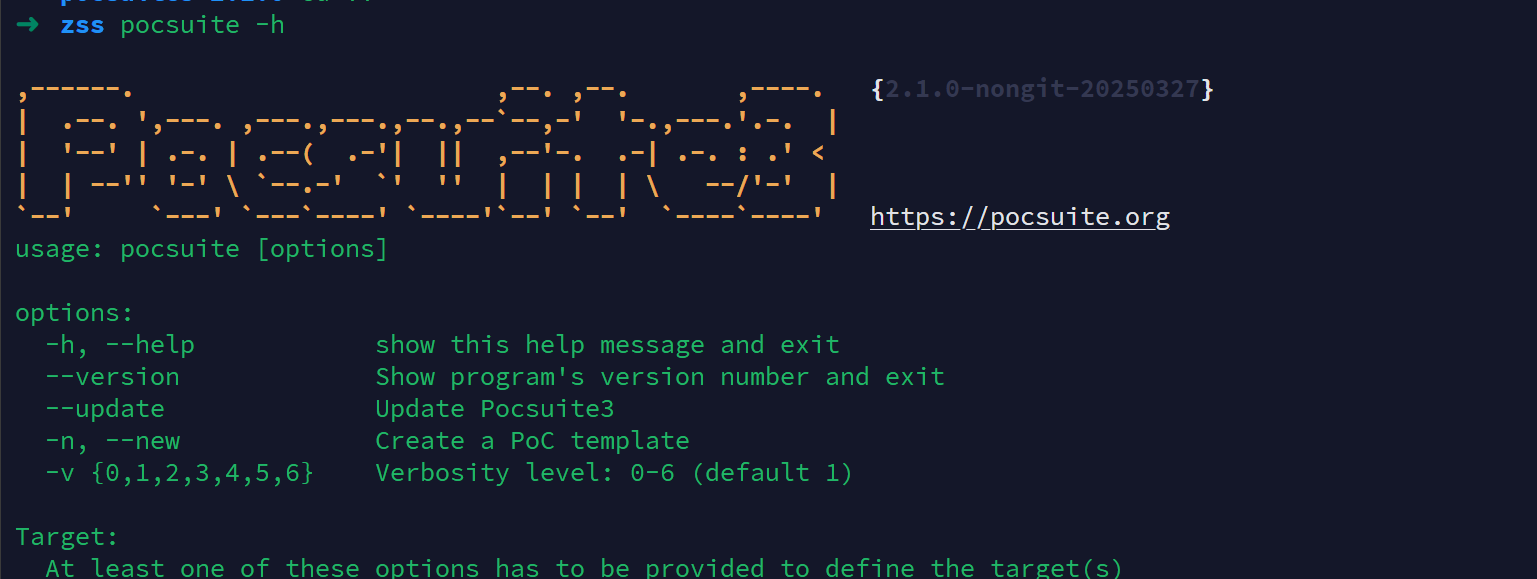 ➜  zss pocsuite -h
,------.                        ,--. ,--.       ,----.   {2.1.0-nongit-20250327}
|  .--. ',---. ,---.,---.,--.,--`--,-'  '-.,---.'.-.  |
|  '--' | .-. | .--(  .-'|  ||  ,--'-.  .-| .-. : .' <
|  | --'' '-' \ `--.-'  `'  ''  |  | |  | \   --/'-'  |
`--'     `---' `---`----' `----'`--' `--'  `----`----'   https://pocsuite.org
usage: pocsuite [options]
options:
  -h, --help            show this help message and exit
  --version             Show program's version number and exit
  --update              Update Pocsuite3
  -n, --new             Create a PoC template
  -v {0,1,2,3,4,5,6}    Verbosity level: 0-6 (default 1)
Target:
  At least one of these options has to be provided to define the target(s)